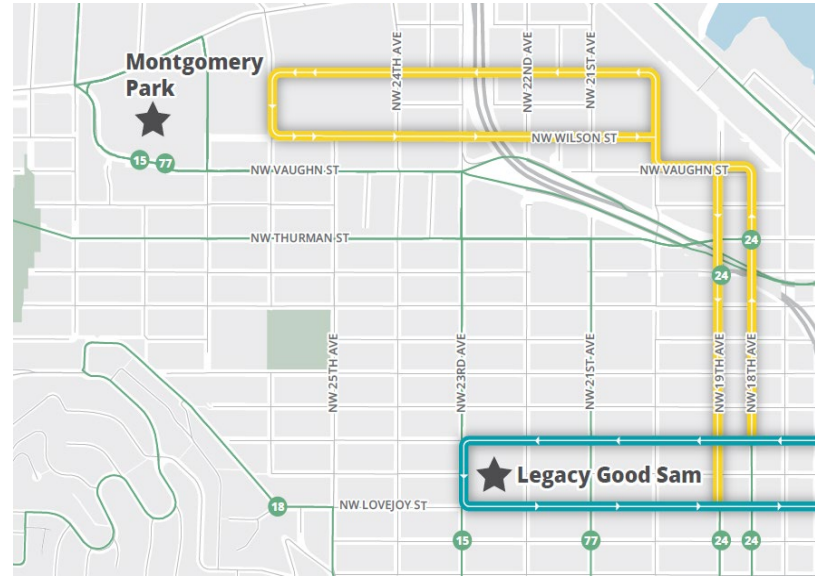 Montgomery
Park
NW 24TH AVE
NW 22ND AVE
NW 21ST AVE
NW WILSON ST
15
77
NW VAUGHN ST
NW VAUGHN ST
NW THURMAN ST
24
24
NW 25TH AVE
NW 23RD AVE
NW 21ST AVE
NW 19TH AVE
NW 18TH AVE
Legacy Good Sam
18
NW LOVEJOY ST
15
77
24
24